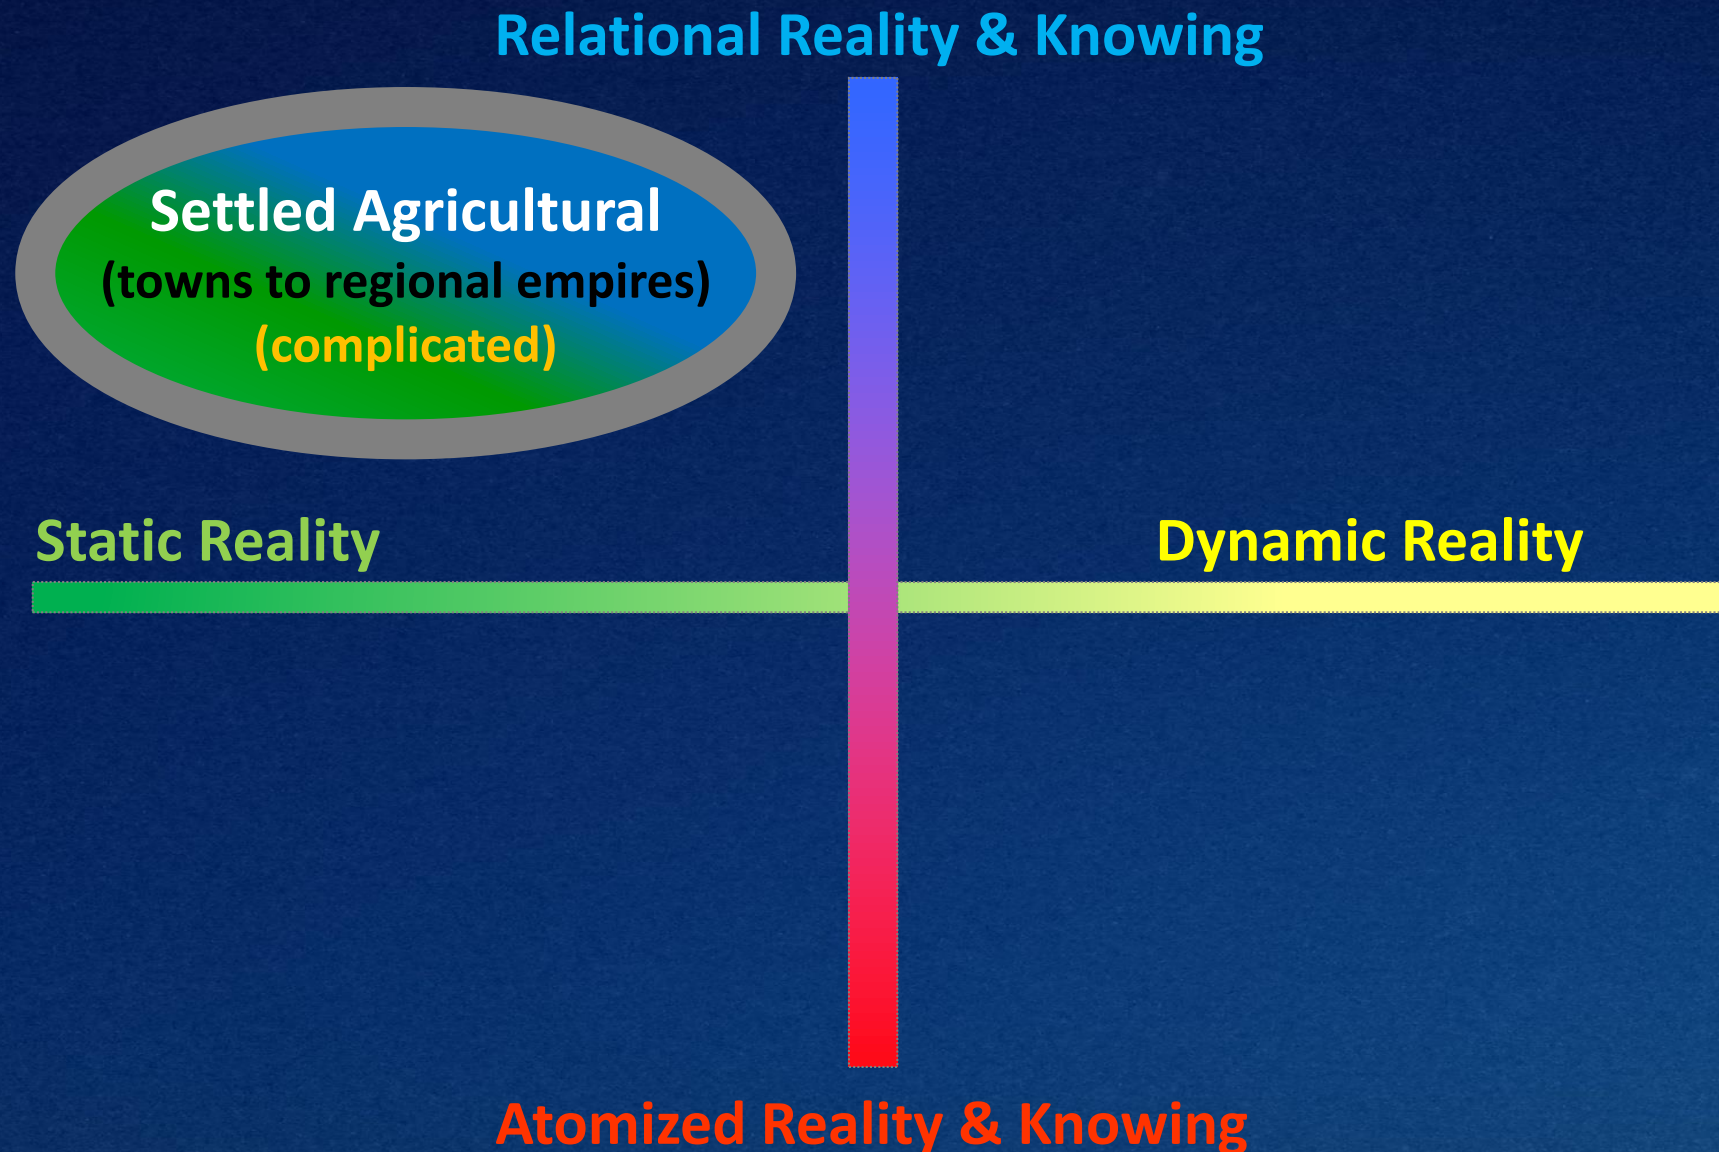 Relational Reality & Knowing
Settled Agricultural
(towns to regional empires)
(complicated)
Static Reality
Dynamic Reality
Atomized Reality & Knowing